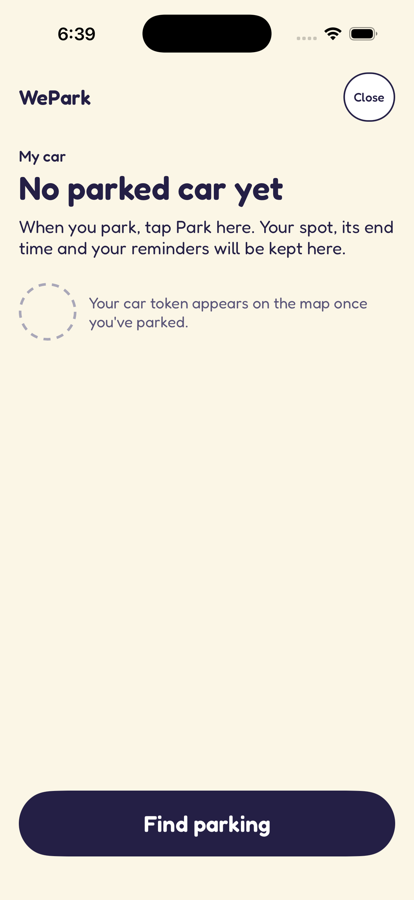 6:39
WePark
Close
My car
No parked car yet
When you park, tap Park here. Your spot, its end
time and your reminders will be kept here.
Your car token appears on the map once
you've parked.
Find parking